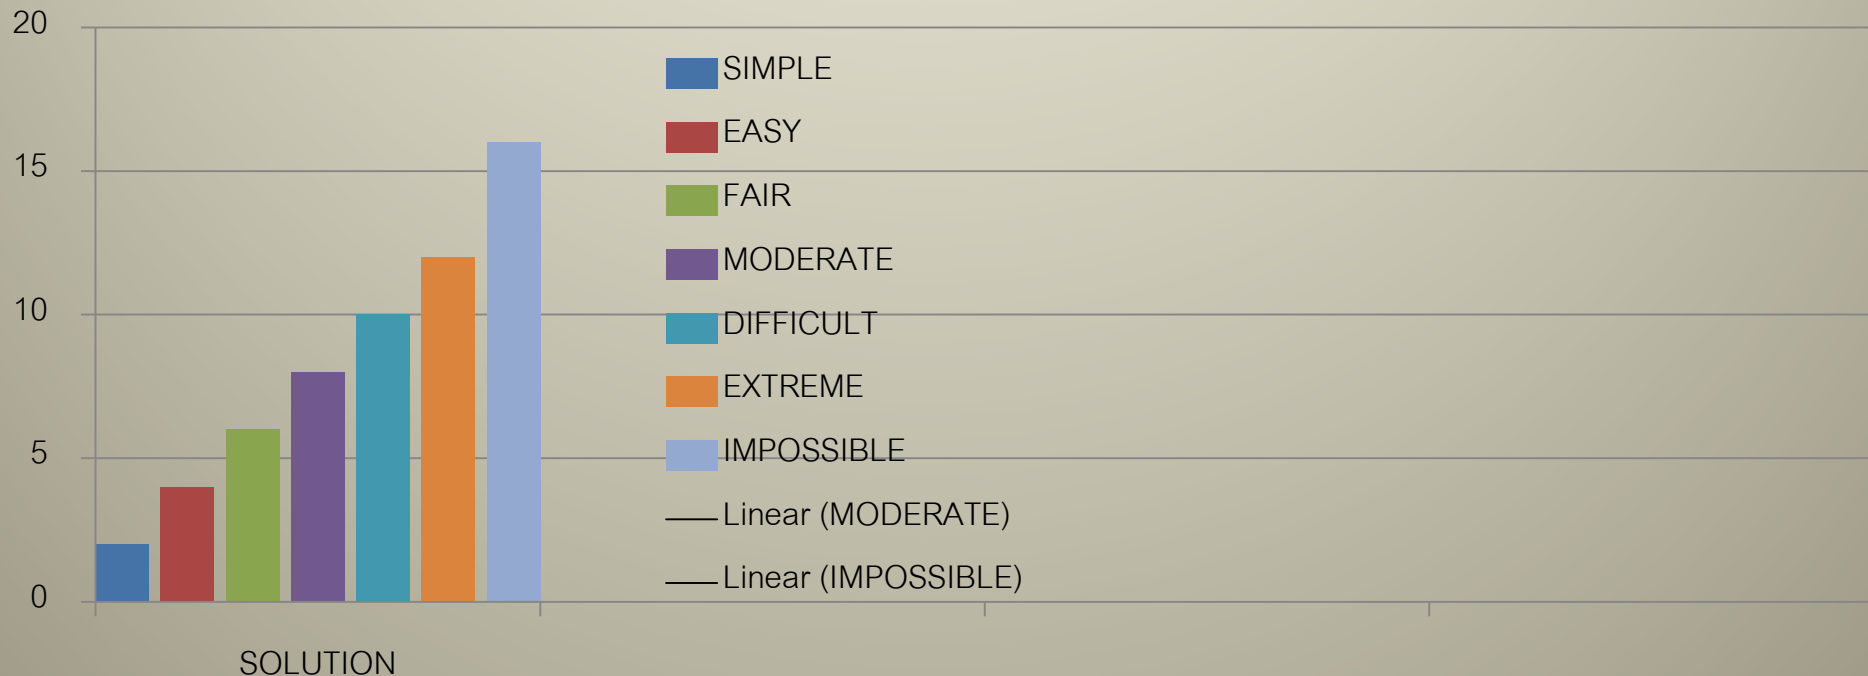 20
15
10
5
0
SOLUTION
SIMPLE
EASY
FAIR
MODERATE
DIFFICULT
EXTREME
IMPOSSIBLE
Linear (MODERATE)
Linear (IMPOSSIBLE)